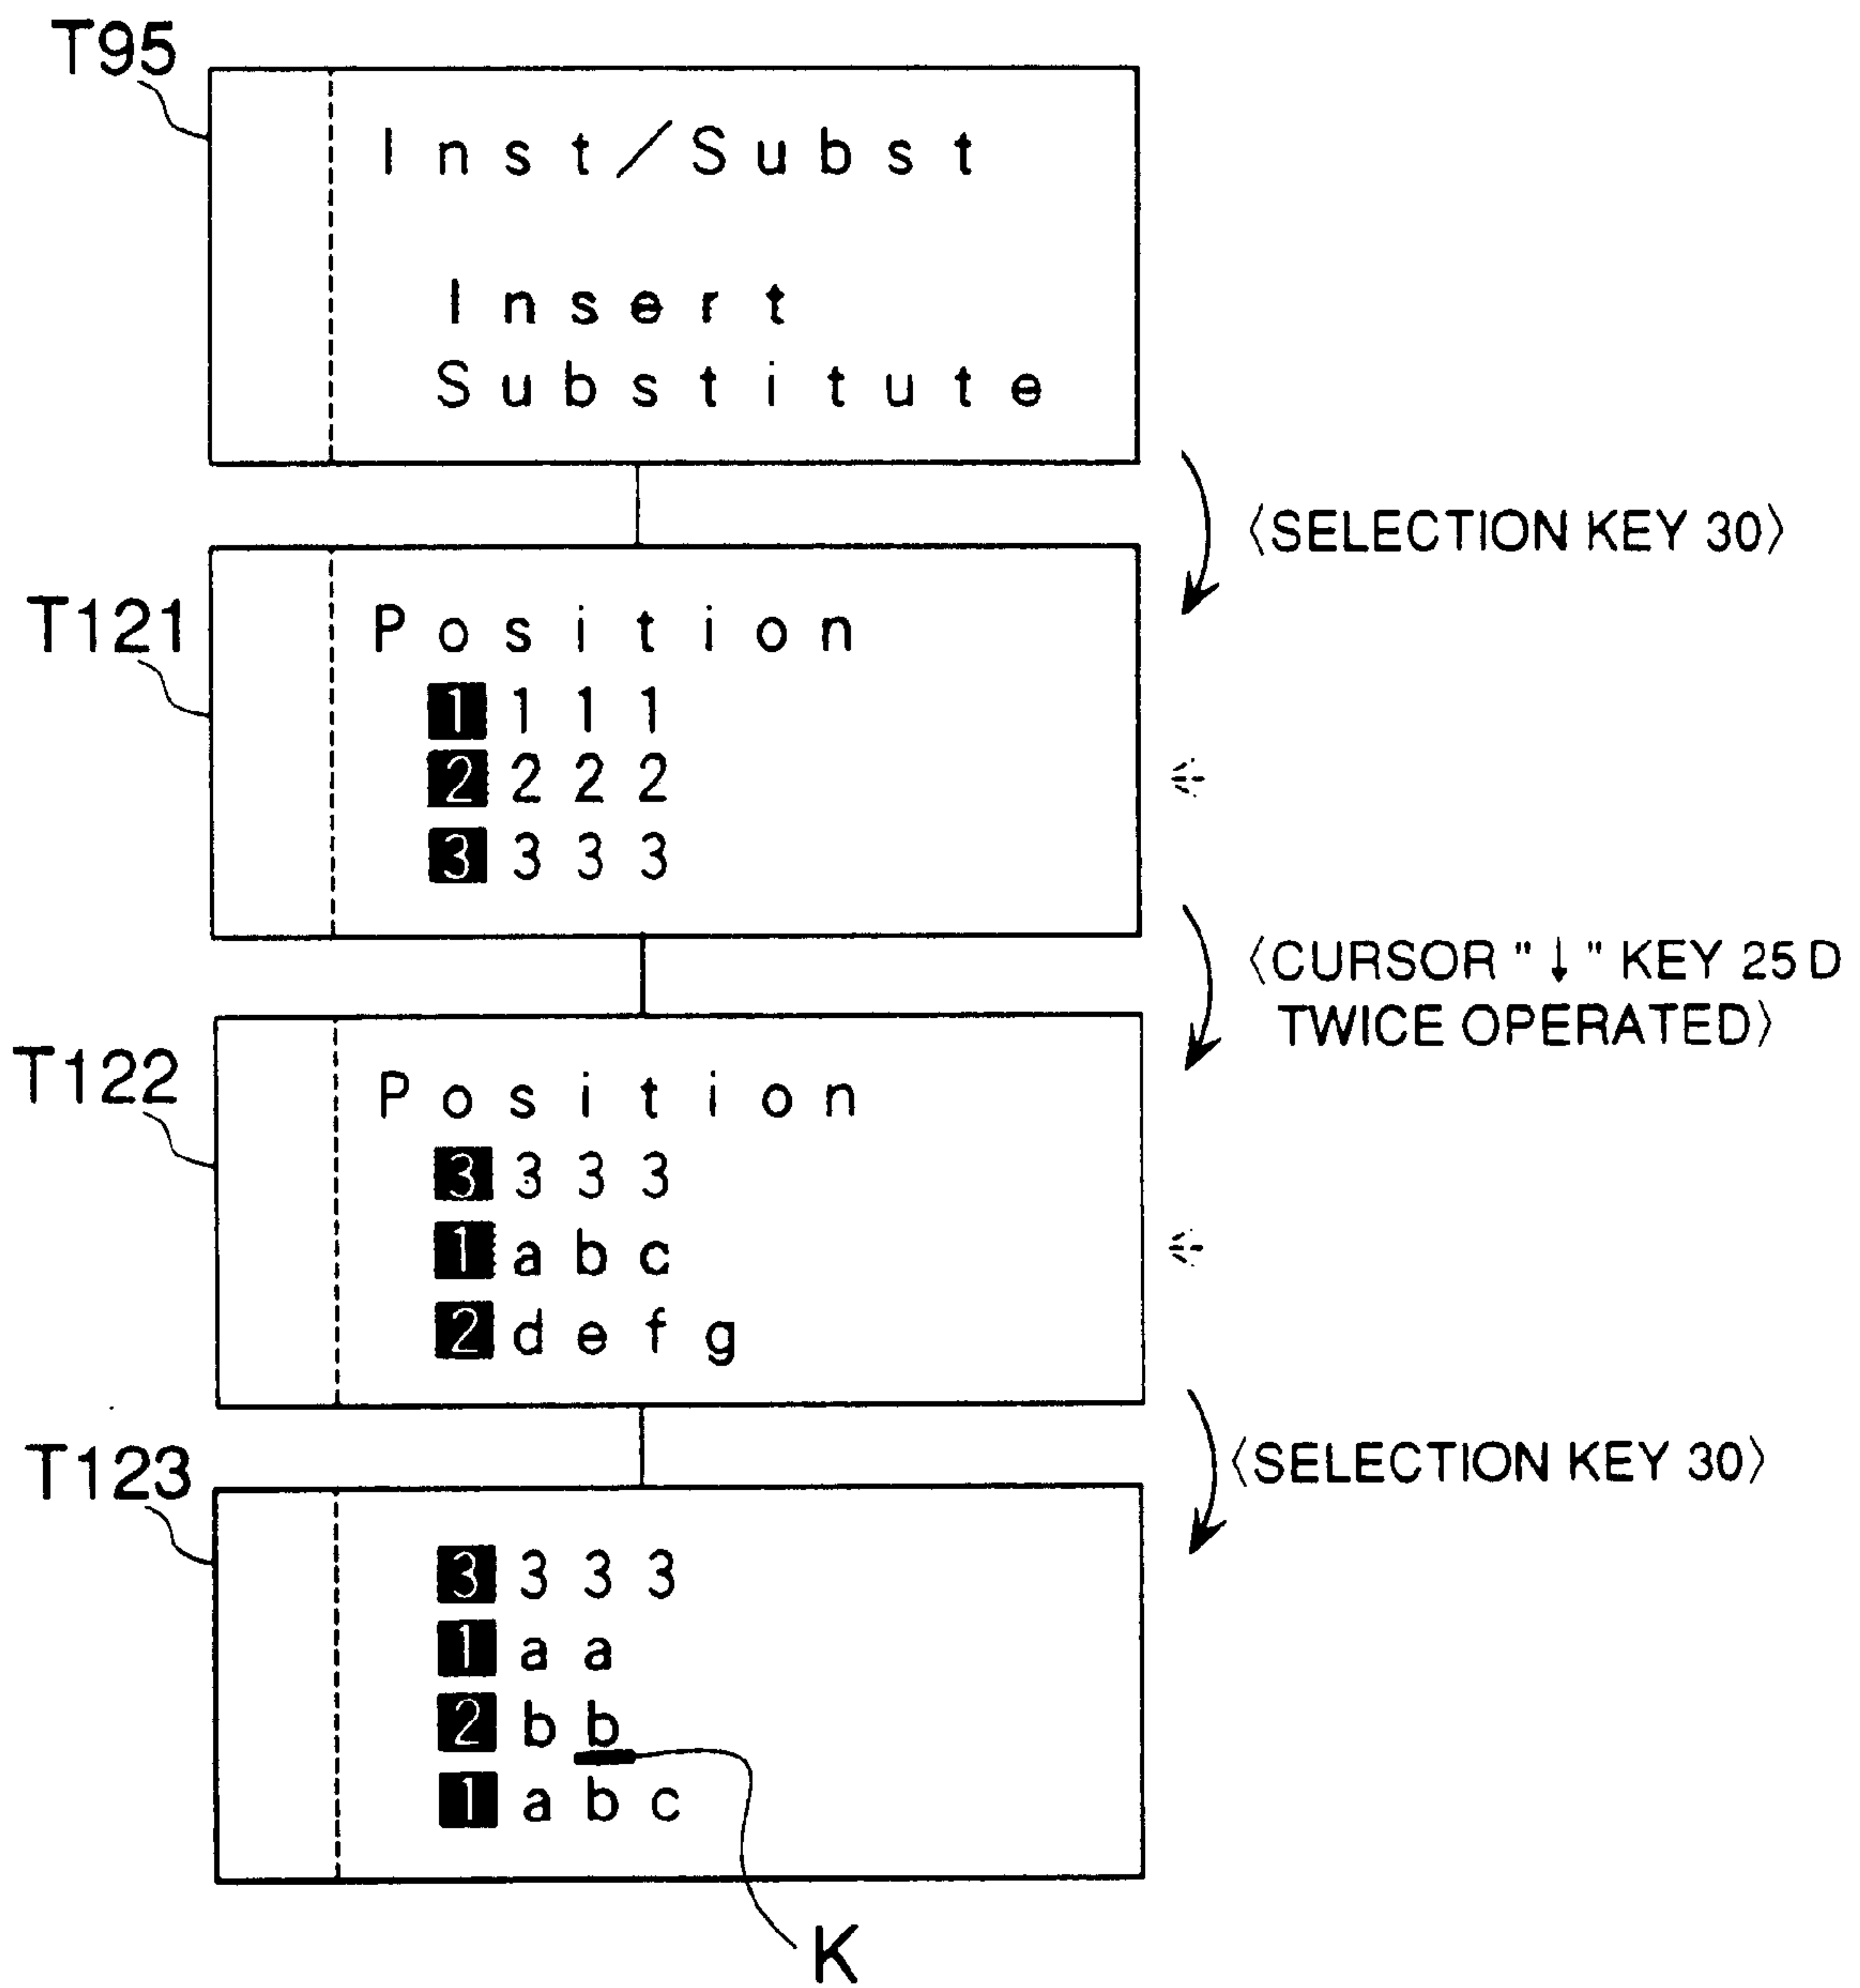 T95
Inst/Subst
Insert
Substitute
〈SELECTION KEY 30〉
T121
Position
1 111
2 222
3 333
〈CURSOR "↓" KEY 25D
TWICE OPERATED〉
T122
Position
3 333
1 abc
2 defg
〈SELECTION KEY 30〉
T123
3 333
1 aa
2 bb
1 abc
K